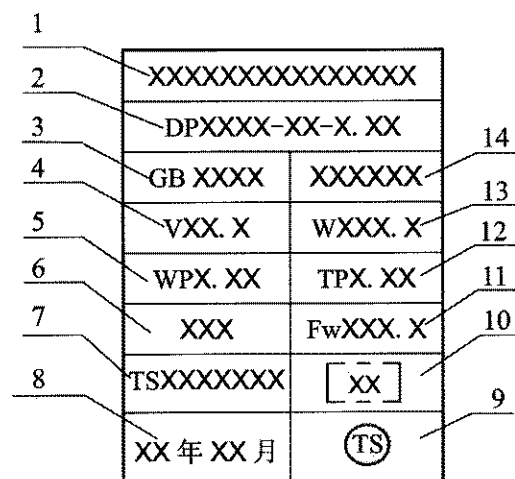 1
XXXXXXXXXXXXXXX
2
DPXXXX-XX-X. XX
3
GB XXXX
XXXXXX
14
4
VXX. X
WXXX. X
13
5
WPX. XX
TPX. XX
12
6
XXX
FwXXX. X
11
7
TSXXXXXXX
XX
10
8
XX 年 XX 月
TS
9